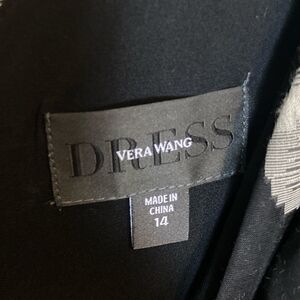 DRESS
VERA WANG
MADE IN
CHINA
14